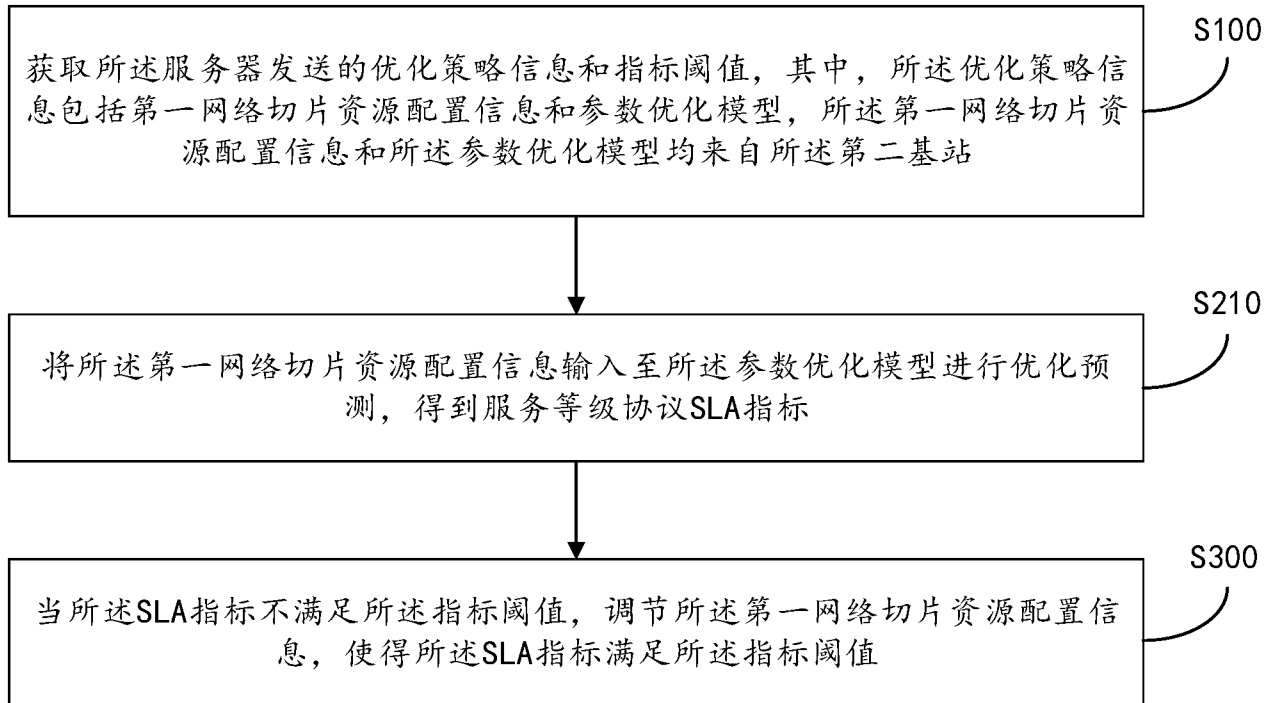 S100
获取所述服务器发送的优化策略信息和指标阈值，其中，所述优化策略信
息包括第一网络切片资源配置信息和参数优化模型，所述第一网络切片资
源配置信息和所述参数优化模型均来自所述第二基站
S210
将所述第一网络切片资源配置信息输入至所述参数优化模型进行优化预
测，得到服务等级协议SLA指标
S300
当所述SLA指标不满足所述指标阈值，调节所述第一网络切片资源配置信
息，使得所述SLA指标满足所述指标阈值